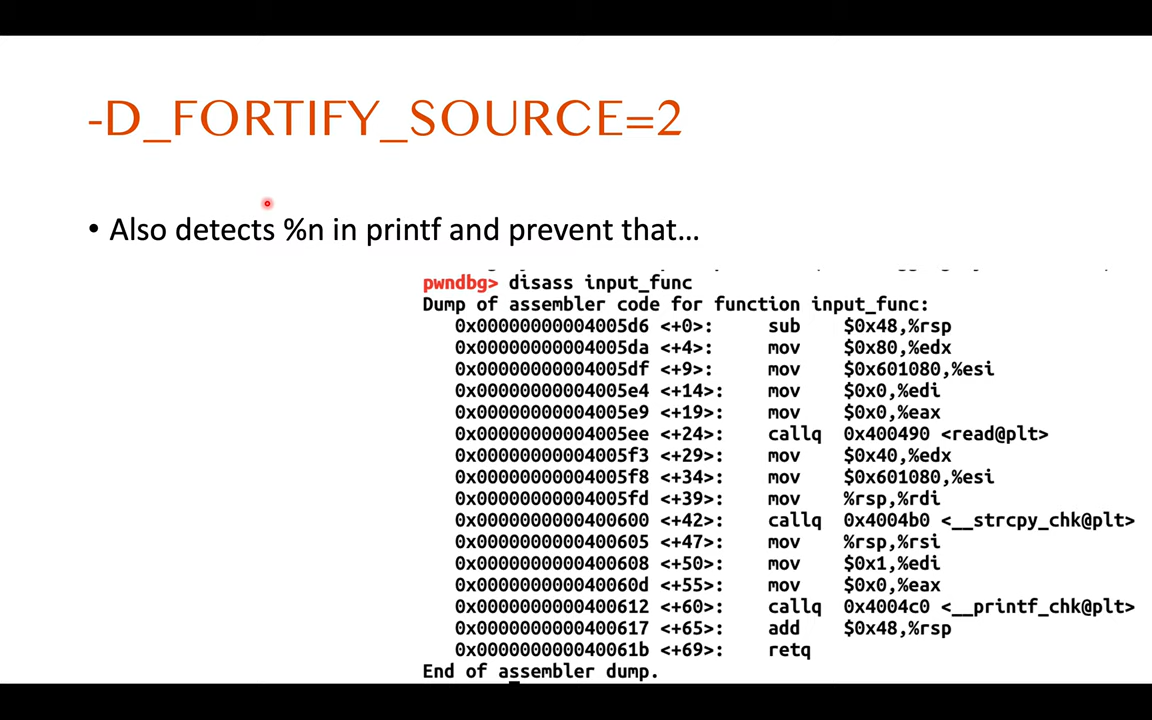 -D_FORTIFY_SOURCE=2
• Also detects %n in printf and prevent that...
pwndbg> disass input_func
Dump of assembler code for function input_func:
0x00000000004005d6 <+0>: sub $0x48,%rsp
0x00000000004005da <+4>: mov $0x80,%edx
0x00000000004005df <+9>: mov $0x601080,%esi
0x00000000004005e4 <+14>: mov $0x0,%edi
0x00000000004005e9 <+19>: mov $0x0,%eax
0x00000000004005ee <+24>: callq 0x400490 <read@plt>
0x00000000004005f3 <+29>: mov $0x40,%edx
0x00000000004005f8 <+34>: mov $0x601080,%esi
0x00000000004005fd <+39>: mov %rsp,%rdi
0x0000000000400600 <+42>: callq 0x4004b0 <__strcpy_chk@plt>
0x0000000000400605 <+47>: mov %rsp,%rsi
0x0000000000400608 <+50>: mov $0x1,%edi
0x000000000040060d <+55>: mov $0x0,%eax
0x0000000000400612 <+60>: callq 0x4004c0 <__printf_chk@plt>
0x0000000000400617 <+65>: add $0x48,%rsp
0x000000000040061b <+69>: retq
End of assembler dump.